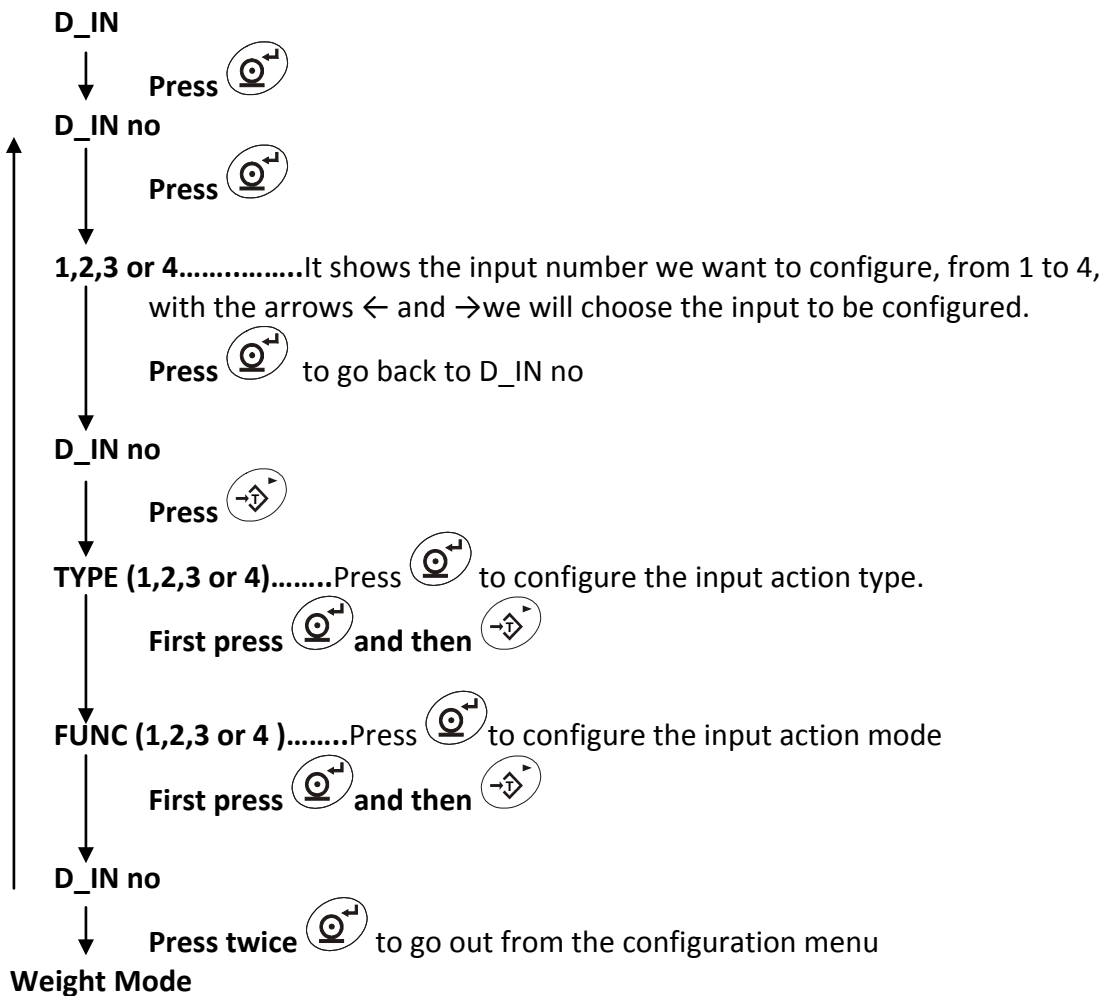 D_IN
Press
D_IN no
Press
1,2,3 or 4……..……..It shows the input number we want to configure, from 1 to 4,
with the arrows ← and →we will choose the input to be configured.
Press to go back to D_IN no
D_IN no
Press →T
TYPE (1,2,3 or 4)……..Press to configure the input action type.
First press and then →T
FUNC (1,2,3 or 4 )……..Press to configure the input action mode
First press and then →T
D_IN no
Press twice to go out from the configuration menu
Weight Mode